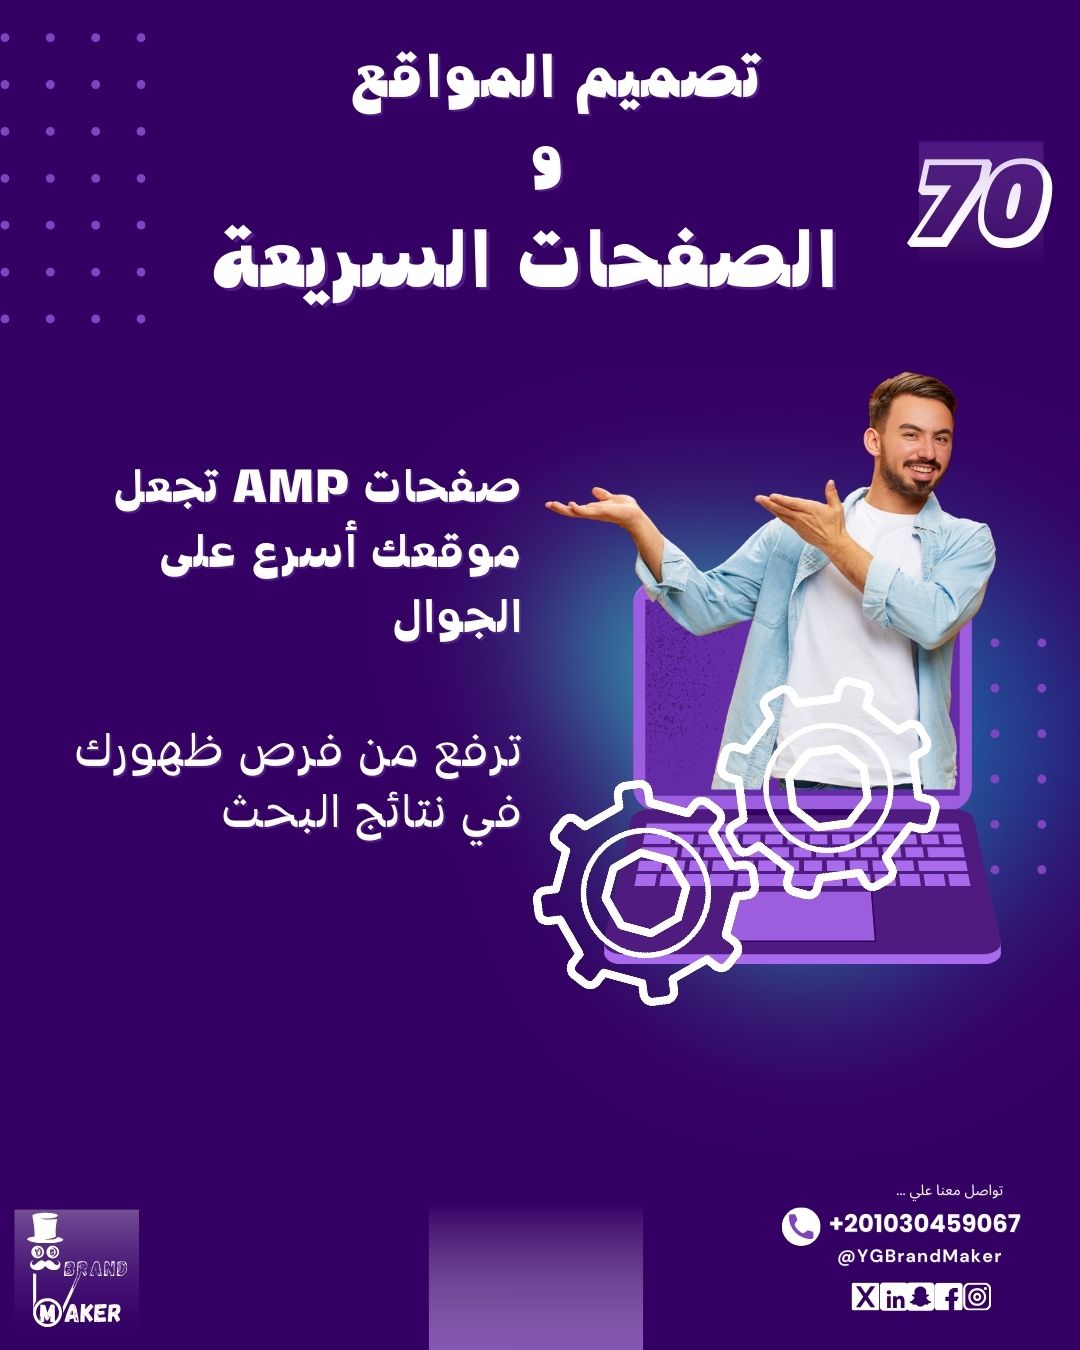 تصميم المواقع
و
الصفحات السريعة
70
صفحات AMP تجعل
موقعك أسرع على
الجوال
ترفع من فرص ظهورك
في نتائج البحث
تواصل معنا علي ...
+201030459067
@YGBrandMaker
BRAND
MAKER